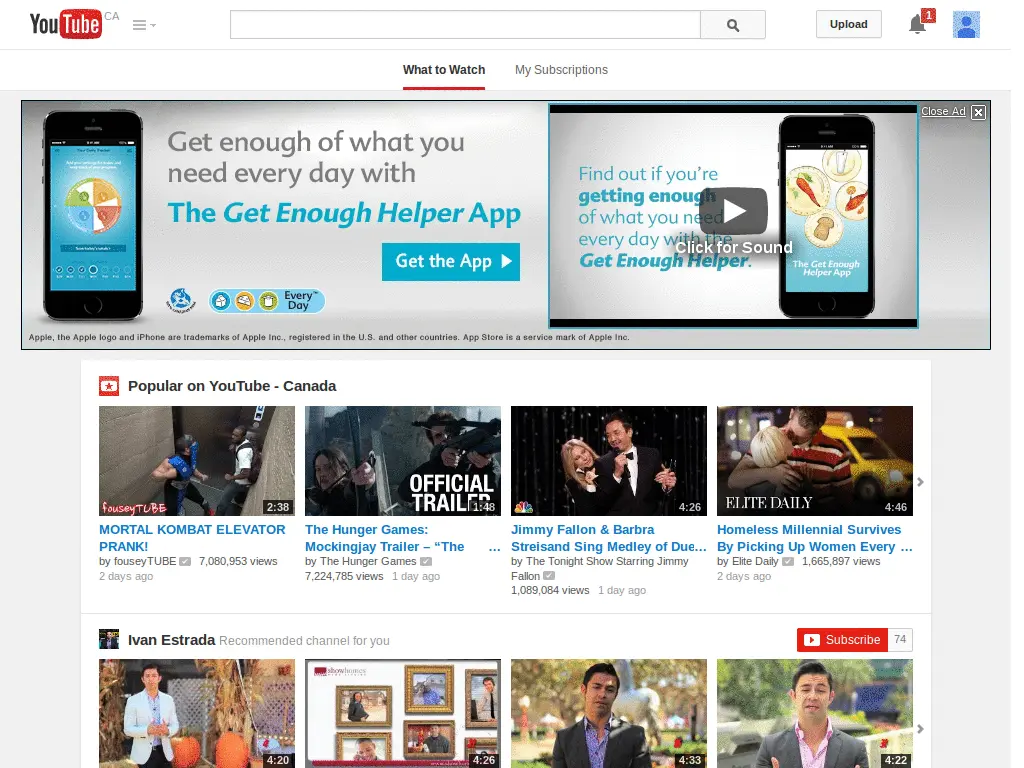 YouTube CA
Upload
1
What to Watch
My Subscriptions
Close Ad
Get enough of what you
need every day with
The Get Enough Helper App
Get the App
Every™
Day
Find out if you're
getting enough
of what you need
every day with the
Get Enough Helper.
Click for Sound
The Get Enough
Helper App
Apple, the Apple logo and iPhone are trademarks of Apple Inc., registered in the U.S. and other countries. App Store is a service mark of Apple Inc.
Popular on YouTube - Canada
fouseyTUBE
2:38
OFFICIAL
TRAILER
1:48
4:26
ELITE DAILY
4:46
MORTAL KOMBAT ELEVATOR
PRANK!
by fouseyTUBE 7,080,953 views
2 days ago
The Hunger Games:
Mockingjay Trailer – “The ...
by The Hunger Games
7,224,785 views 1 day ago
Jimmy Fallon & Barbra
Streisand Sing Medley of Due...
by The Tonight Show Starring Jimmy
Fallon
1,089,084 views 1 day ago
Homeless Millennial Survives
By Picking Up Women Every ...
by Elite Daily 1,665,897 views
2 days ago
Ivan Estrada Recommended channel for you
Subscribe 74
4:20
showhomes
4:26
4:33
4:22